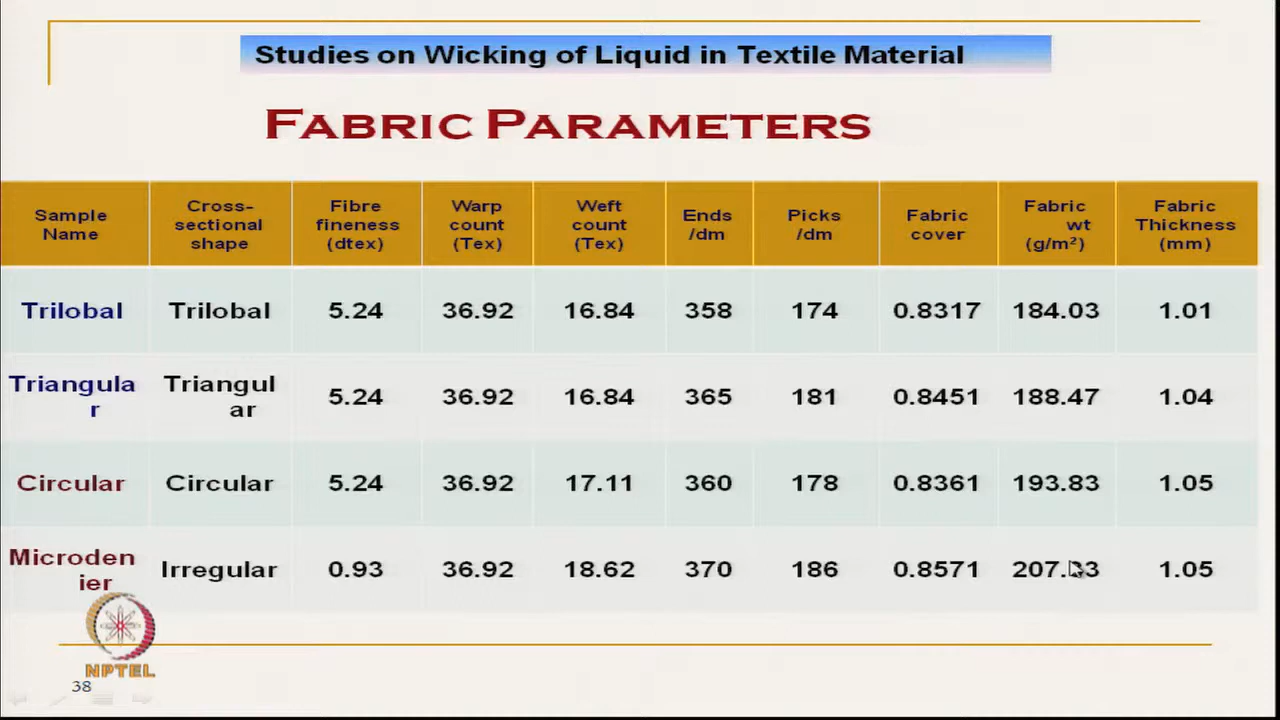 Studies on Wicking of Liquid in Textile Material
FABRIC PARAMETERS
Sample Name Cross-sectional shape Fibre fineness (dtex) Warp count (Tex) Weft count (Tex) Ends /dm Picks /dm Fabric cover Fabric wt (g/m²) Fabric Thickness (mm)
Trilobal Trilobal 5.24 36.92 16.84 358 174 0.8317 184.03 1.01
Triangular Triangular 5.24 36.92 16.84 365 181 0.8451 188.47 1.04
Circular Circular 5.24 36.92 17.11 360 178 0.8361 193.83 1.05
Microdenier Irregular 0.93 36.92 18.62 370 186 0.8571 1.05
NPTEL
38